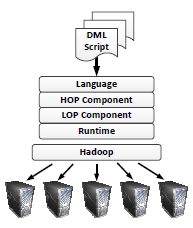 DML
Script
Language
HOP Component
LOP Component
Runtime
Hadoop